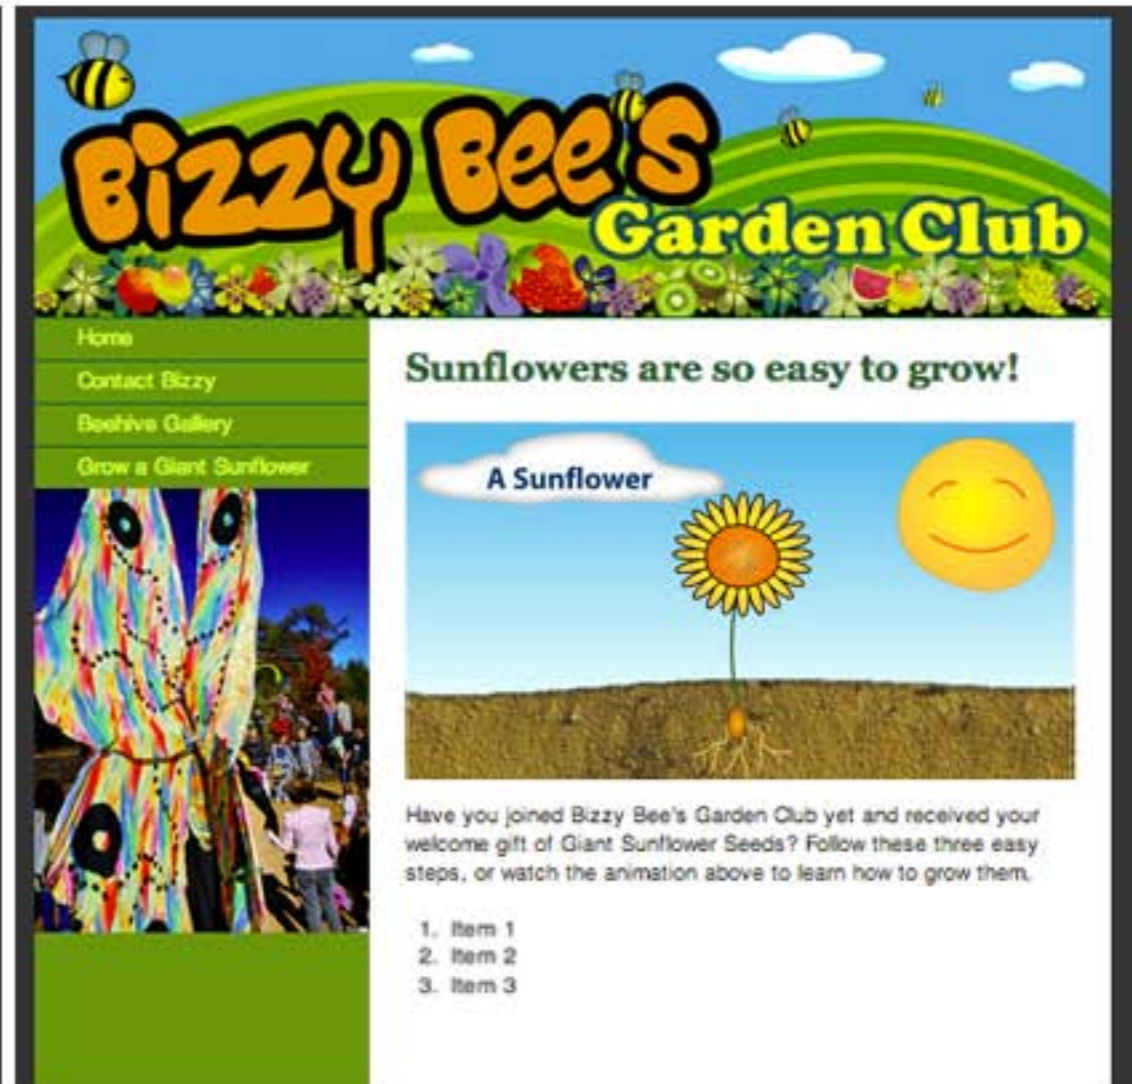 Bizzy Bee's
Garden Club
Home
Contact Bizzy
Beehive Gallery
Grow a Giant Sunflower
Sunflowers are so easy to grow!
A Sunflower
Have you joined Bizzy Bee's Garden Club yet and received your
welcome gift of Giant Sunflower Seeds? Follow these three easy
steps, or watch the animation above to learn how to grow them.
1. Item 1
2. Item 2
3. Item 3